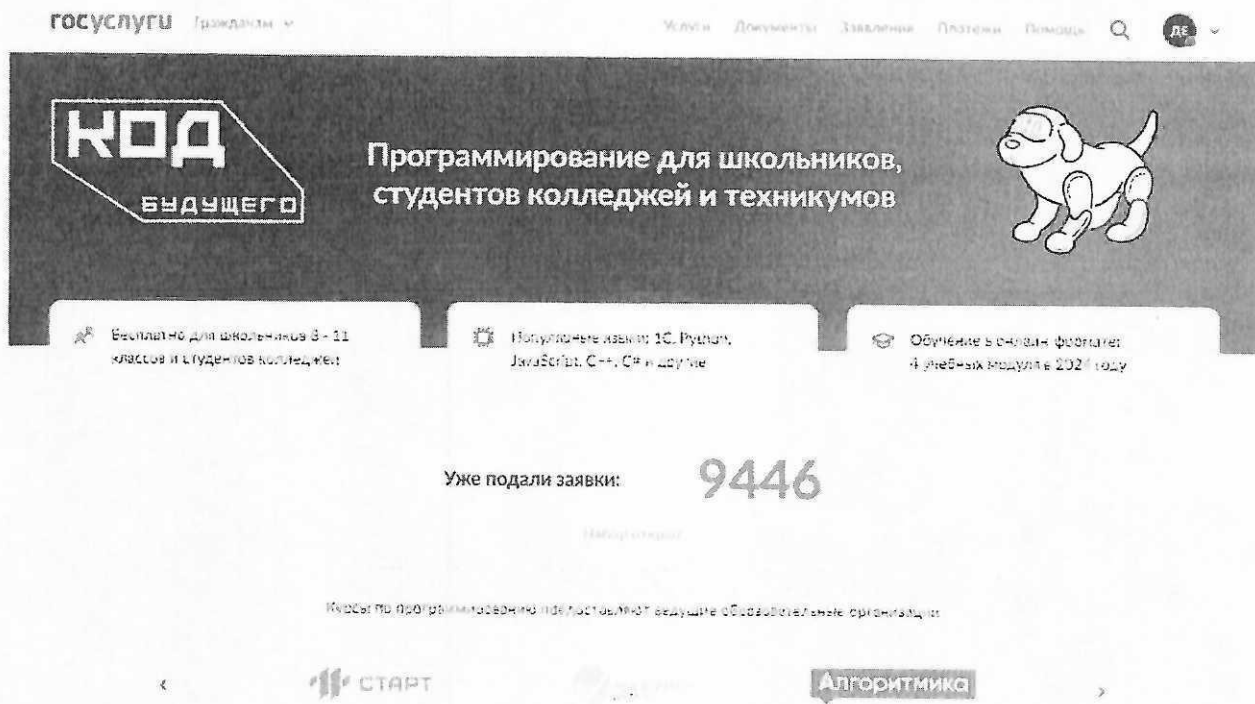 госуслуги Гражданам
Услуги Документы Заявления Платежи Помощь ДЕ
КОД
БУДУЩЕГО
Программирование для школьников,
студентов колледжей и техникумов
Бесплатно для школьников 8 - 11
классов и студентов колледжей
Популярные языки: 1С, Python,
JavaScript, C++, C# и другие
Обучение в онлайн-формате:
4 учебных модуля в 2024 году
Уже подали заявки:
9446
Курсы по программированию предоставляют ведущие образовательные организации
СТАРТ
Алгоритмика